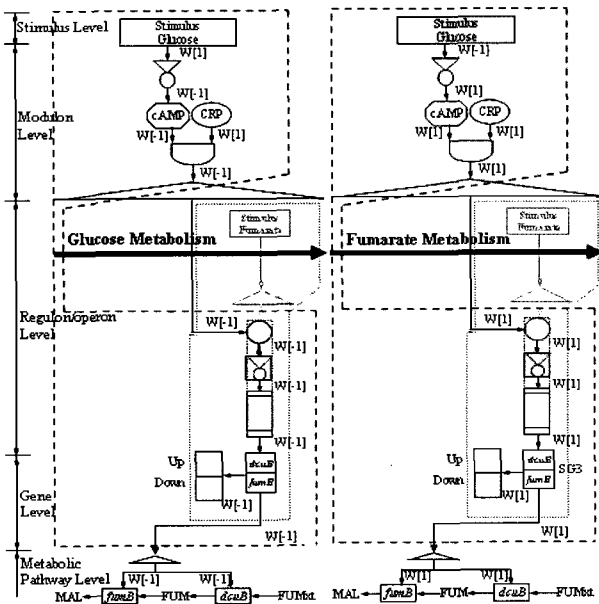 Stimulus Level
Stimulus
Glucose
W[1]
W[-1]
cAMP
CRP
W[-1]
W[1]
W[-1]
Modulon
Level
Stimulus
Glucose
W[-1]
W[1]
cAMP
CRP
W[1]
W[1]
W[1]
Stimulus
Fumarate
Glucose Metabolism
Stimulus
Fumarate
Fumarate Metabolism
Regulon/operon
Level
W[-1]
W[-1]
W[-1]
W[-1]
W[1]
W[1]
W[1]
W[1]
Up
Down
dcuB
fumB
W[-1]
W[-1]
Up
Down
dcuB
fumB
SG3
W[1]
W[1]
Gene
Level
Metabolic
Pathway Level
W[-1]
W[-1]
MAL
fumB
FUM
dcuB
FUMxt.
W[1]
W[1]
MAL
fumB
FUM
dcuB
FUMxt.